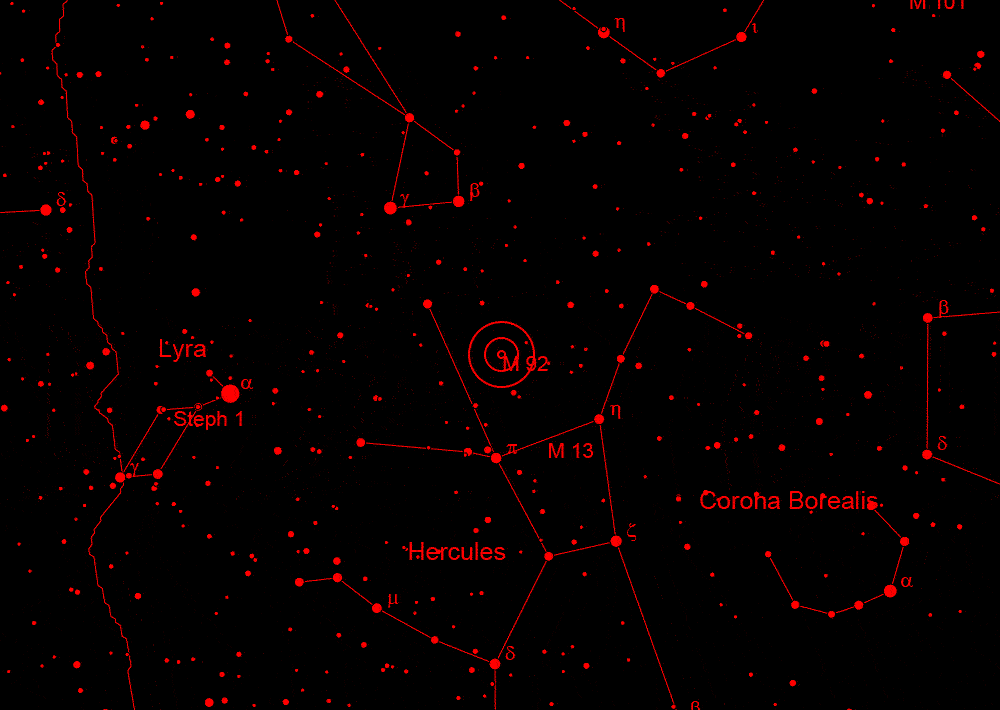 M 101
η
ι
β
γ
δ
β
Lyra
M 92
α
Steph 1
η
δ
π
M 13
γ
Corona Borealis
ζ
Hercules
α
μ
δ
β